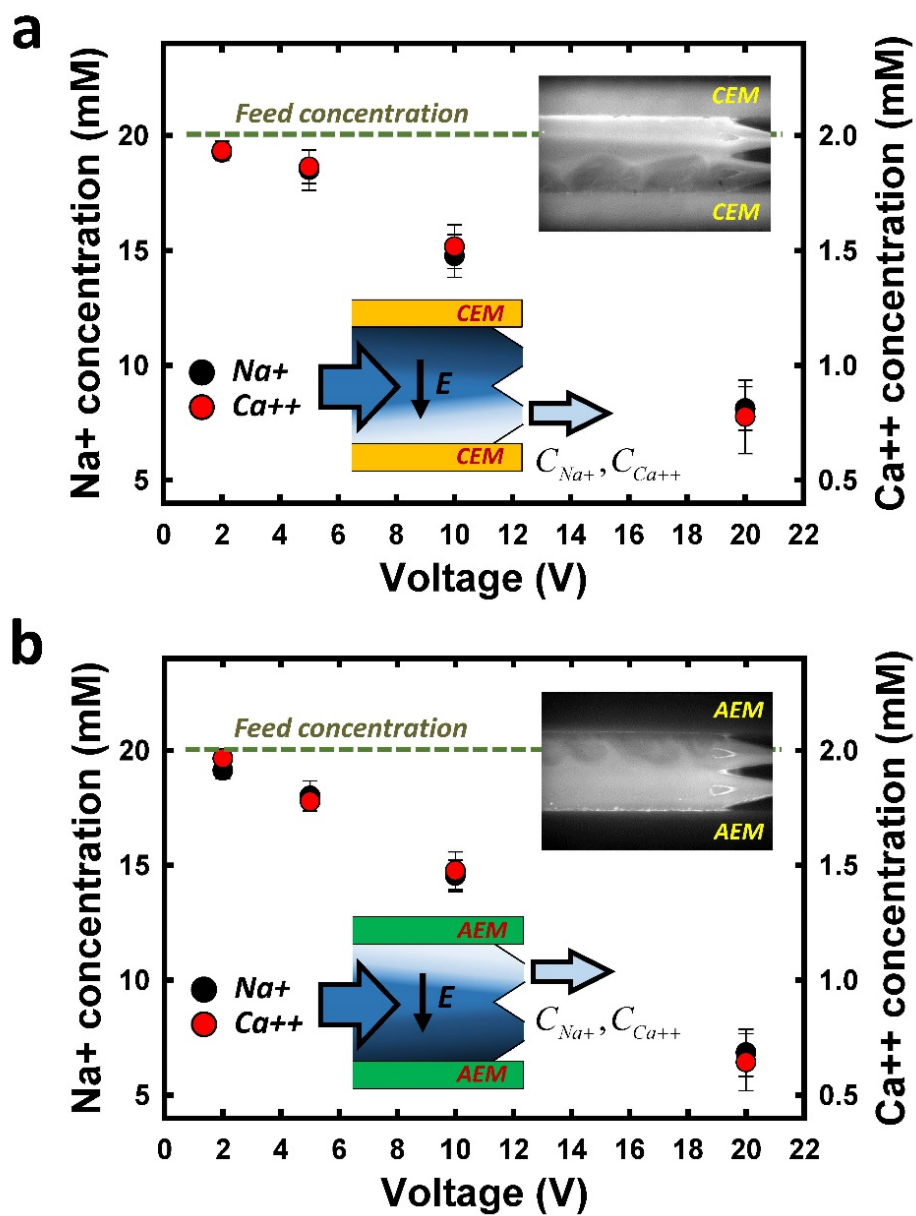 a
Na+ concentration (mM)
Ca++ concentration (mM)
Feed concentration
CEM
CEM
20
15
10
5
2.0
1.5
1.0
0.5
CEM
Na+
Ca++
E
CEM
C_{Na+}, C_{Ca++}
0 2 4 6 8 10 12 14 16 18 20 22
Voltage (V)
b
Na+ concentration (mM)
Ca++ concentration (mM)
Feed concentration
AEM
AEM
20
15
10
5
2.0
1.5
1.0
0.5
AEM
Na+
Ca++
E
AEM
C_{Na+}, C_{Ca++}
0 2 4 6 8 10 12 14 16 18 20 22
Voltage (V)